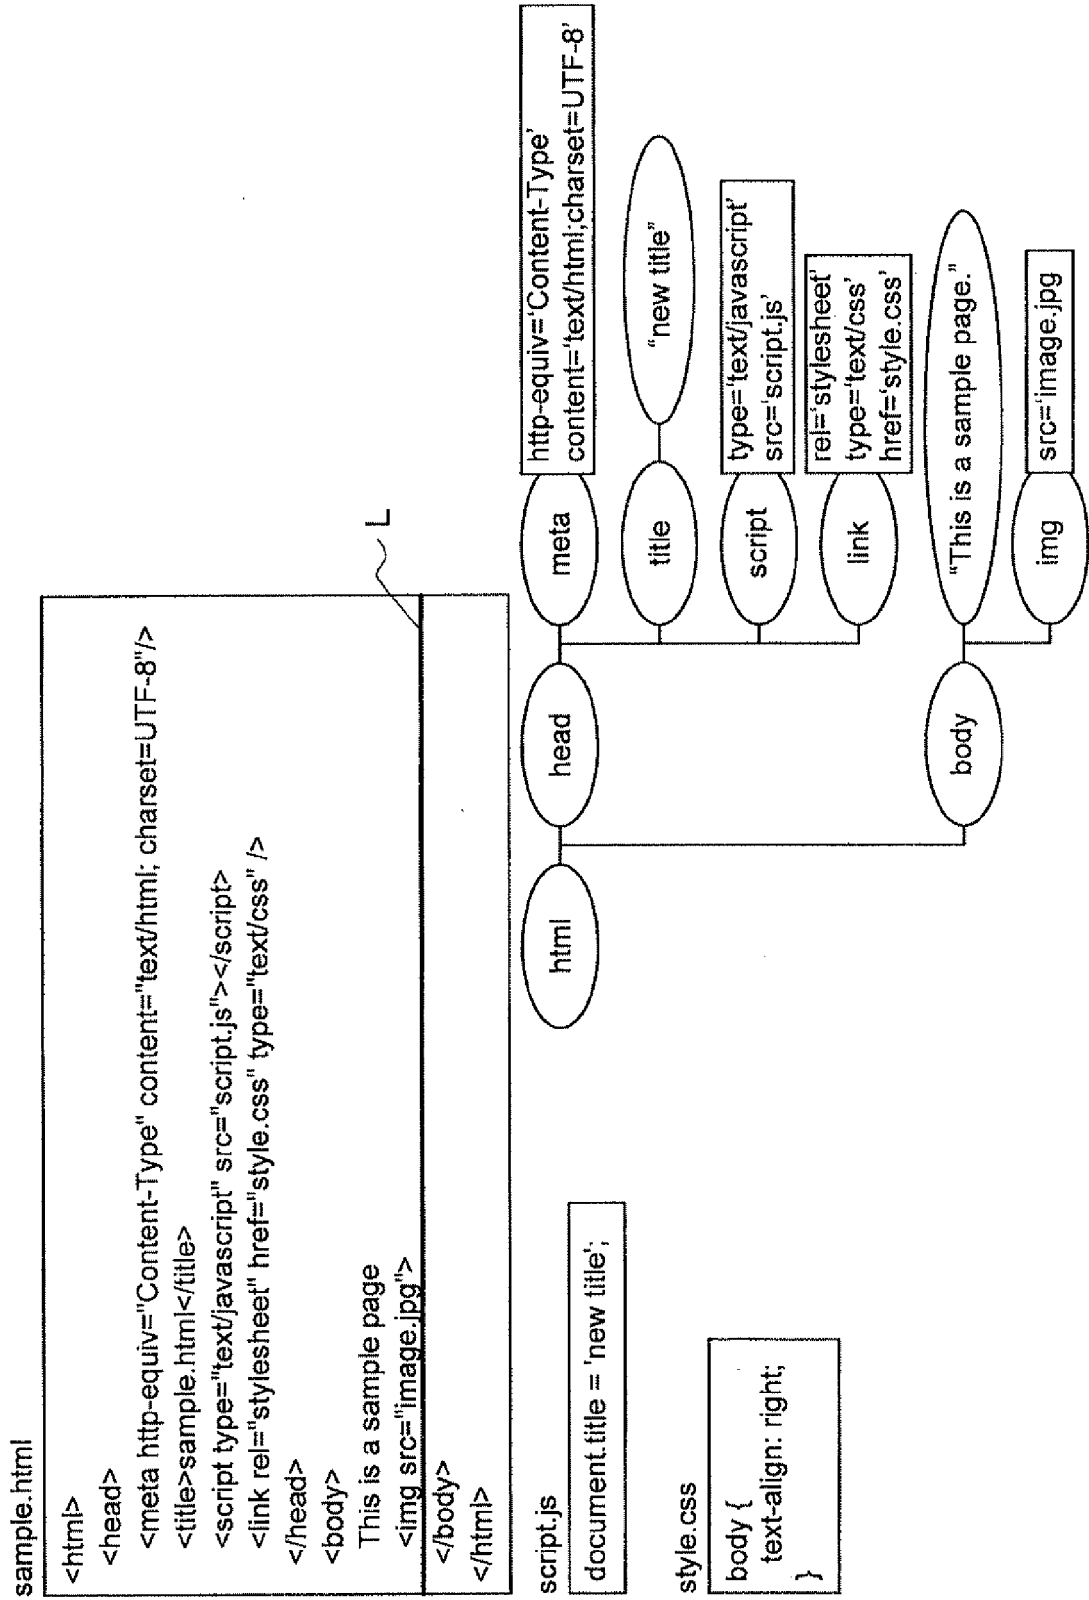 sample.html
<html>
<head>
<meta http-equiv="Content-Type" content="text/html; charset=UTF-8"/>
<title>sample.html</title>
<script type="text/javascript" src="script.js"></script>
<link rel="stylesheet" href="style.css" type="text/css" />
</head>
<body>
This is a sample page
<img src="image.jpg">
</body>
</html>
L
script.js
document.title = 'new title';
style.css
body {
text-align: right;
}
html
head
meta
http-equiv=‘Content-Type’
content=‘text/html;charset=UTF-8’
title
“new title”
script
type=‘text/javascript’
src=‘script.js’
link
rel=‘stylesheet’
type=‘text/css’
href=‘style.css’
body
“This is a sample page.”
img
src=‘image.jpg